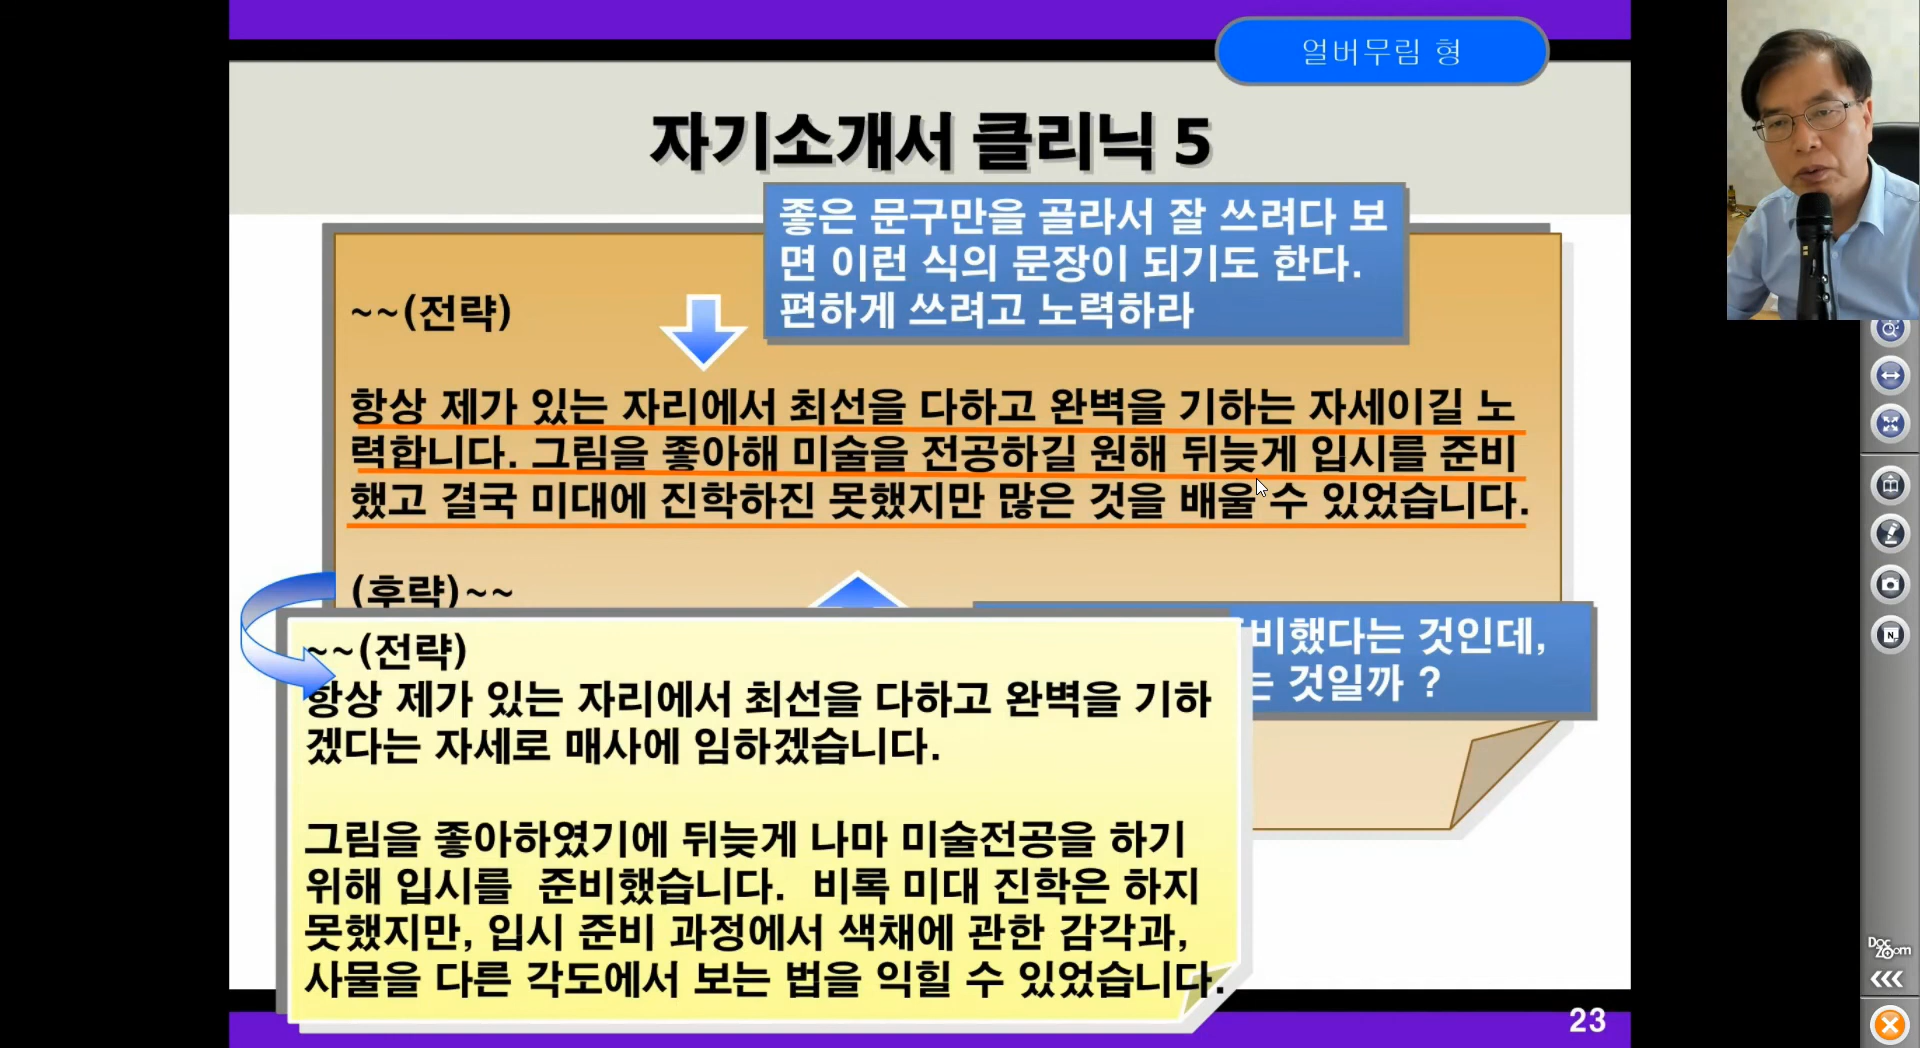 얼버무림 형
자기소개서 클리닉 5
좋은 문구만을 골라서 잘 쓰려다 보
면 이런 식의 문장이 되기도 한다.
편하게 쓰려고 노력하라
~~(전략)
항상 제가 있는 자리에서 최선을 다하고 완벽을 기하는 자세이길 노
력합니다. 그림을 좋아해 미술을 전공하길 원해 뒤늦게 입시를 준비
했고 결국 미대에 진학하진 못했지만 많은 것을 배울 수 있었습니다.
(후략)~~
비했다는 것인데,
는 것일까 ?
~~(전략)
항상 제가 있는 자리에서 최선을 다하고 완벽을 기하
겠다는 자세로 매사에 임하겠습니다.
그림을 좋아하였기에 뒤늦게 나마 미술전공을 하기
위해 입시를 준비했습니다. 비록 미대 진학은 하지
못했지만, 입시 준비 과정에서 색채에 관한 감각과,
사물을 다른 각도에서 보는 법을 익힐 수 있었습니다.
23
Doc
Zoom